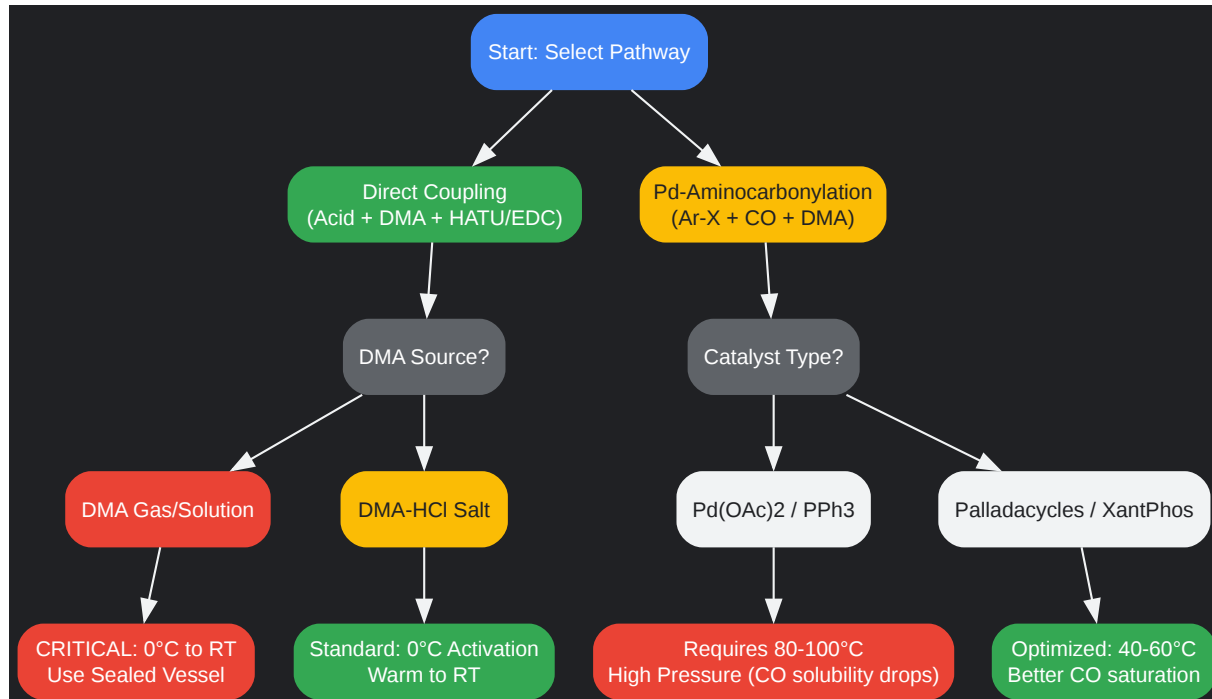 Start: Select Pathway
Direct Coupling
(Acid + DMA + HATU/EDC)
Pd-Aminocarbonylation
(Ar-X + CO + DMA)
DMA Source?
Catalyst Type?
DMA Gas/Solution
DMA-HCl Salt
Pd(OAc)2 / PPh3
Palladacycles / XantPhos
CRITICAL: 0°C to RT
Use Sealed Vessel
Standard: 0°C Activation
Warm to RT
Requires 80-100°C
High Pressure (CO solubility drops)
Optimized: 40-60°C
Better CO saturation